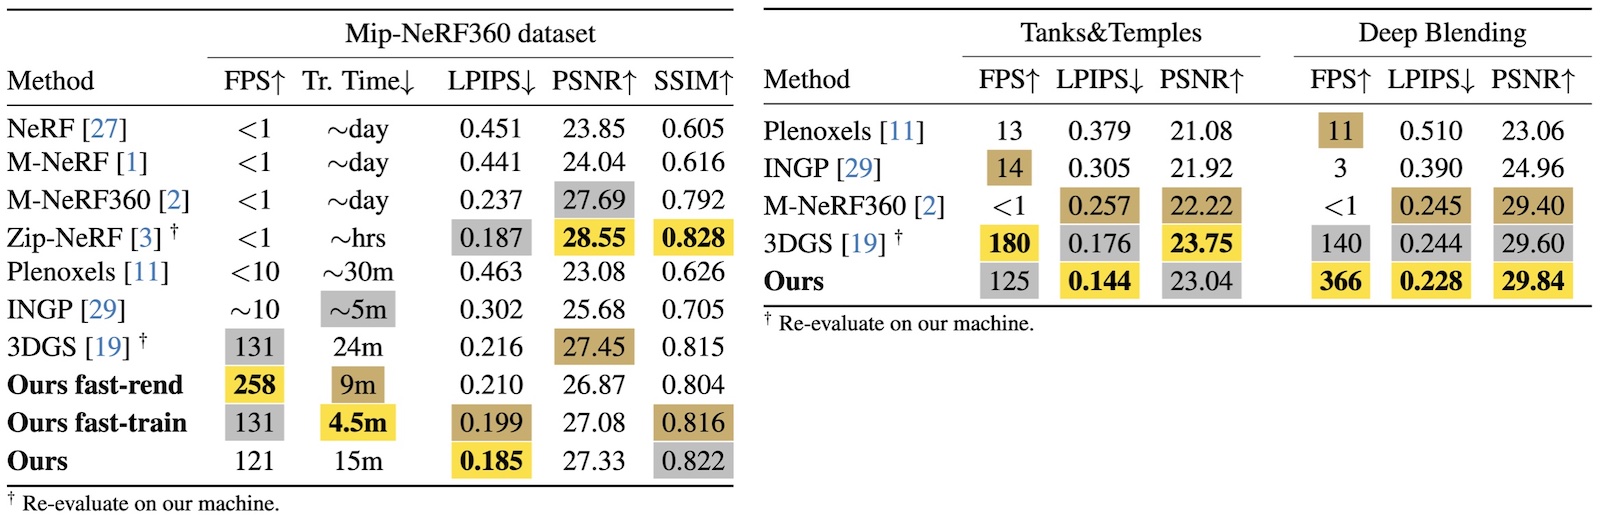 Mip-NeRF360 dataset
Method FPS↑ Tr. Time↓ LPIPS↓ PSNR↑ SSIM↑
NeRF [27] <1 ∼day 0.451 23.85 0.605
M-NeRF [1] <1 ∼day 0.441 24.04 0.616
M-NeRF360 [2] <1 ∼day 0.237 27.69 0.792
Zip-NeRF [3] † <1 ∼hrs 0.187 28.55 0.828
Plenoxels [11] <10 ∼30m 0.463 23.08 0.626
INGP [29] ∼10 ∼5m 0.302 25.68 0.705
3DGS [19] † 131 24m 0.216 27.45 0.815
Ours fast-rend 258 9m 0.210 26.87 0.804
Ours fast-train 131 4.5m 0.199 27.08 0.816
Ours 121 15m 0.185 27.33 0.822
† Re-evaluate on our machine.
Tanks&Temples Deep Blending
Method FPS↑ LPIPS↓ PSNR↑ FPS↑ LPIPS↓ PSNR↑
Plenoxels [11] 13 0.379 21.08 11 0.510 23.06
INGP [29] 14 0.305 21.92 3 0.390 24.96
M-NeRF360 [2] <1 0.257 22.22 <1 0.245 29.40
3DGS [19] † 180 0.176 23.75 140 0.244 29.60
Ours 125 0.144 23.04 366 0.228 29.84
† Re-evaluate on our machine.